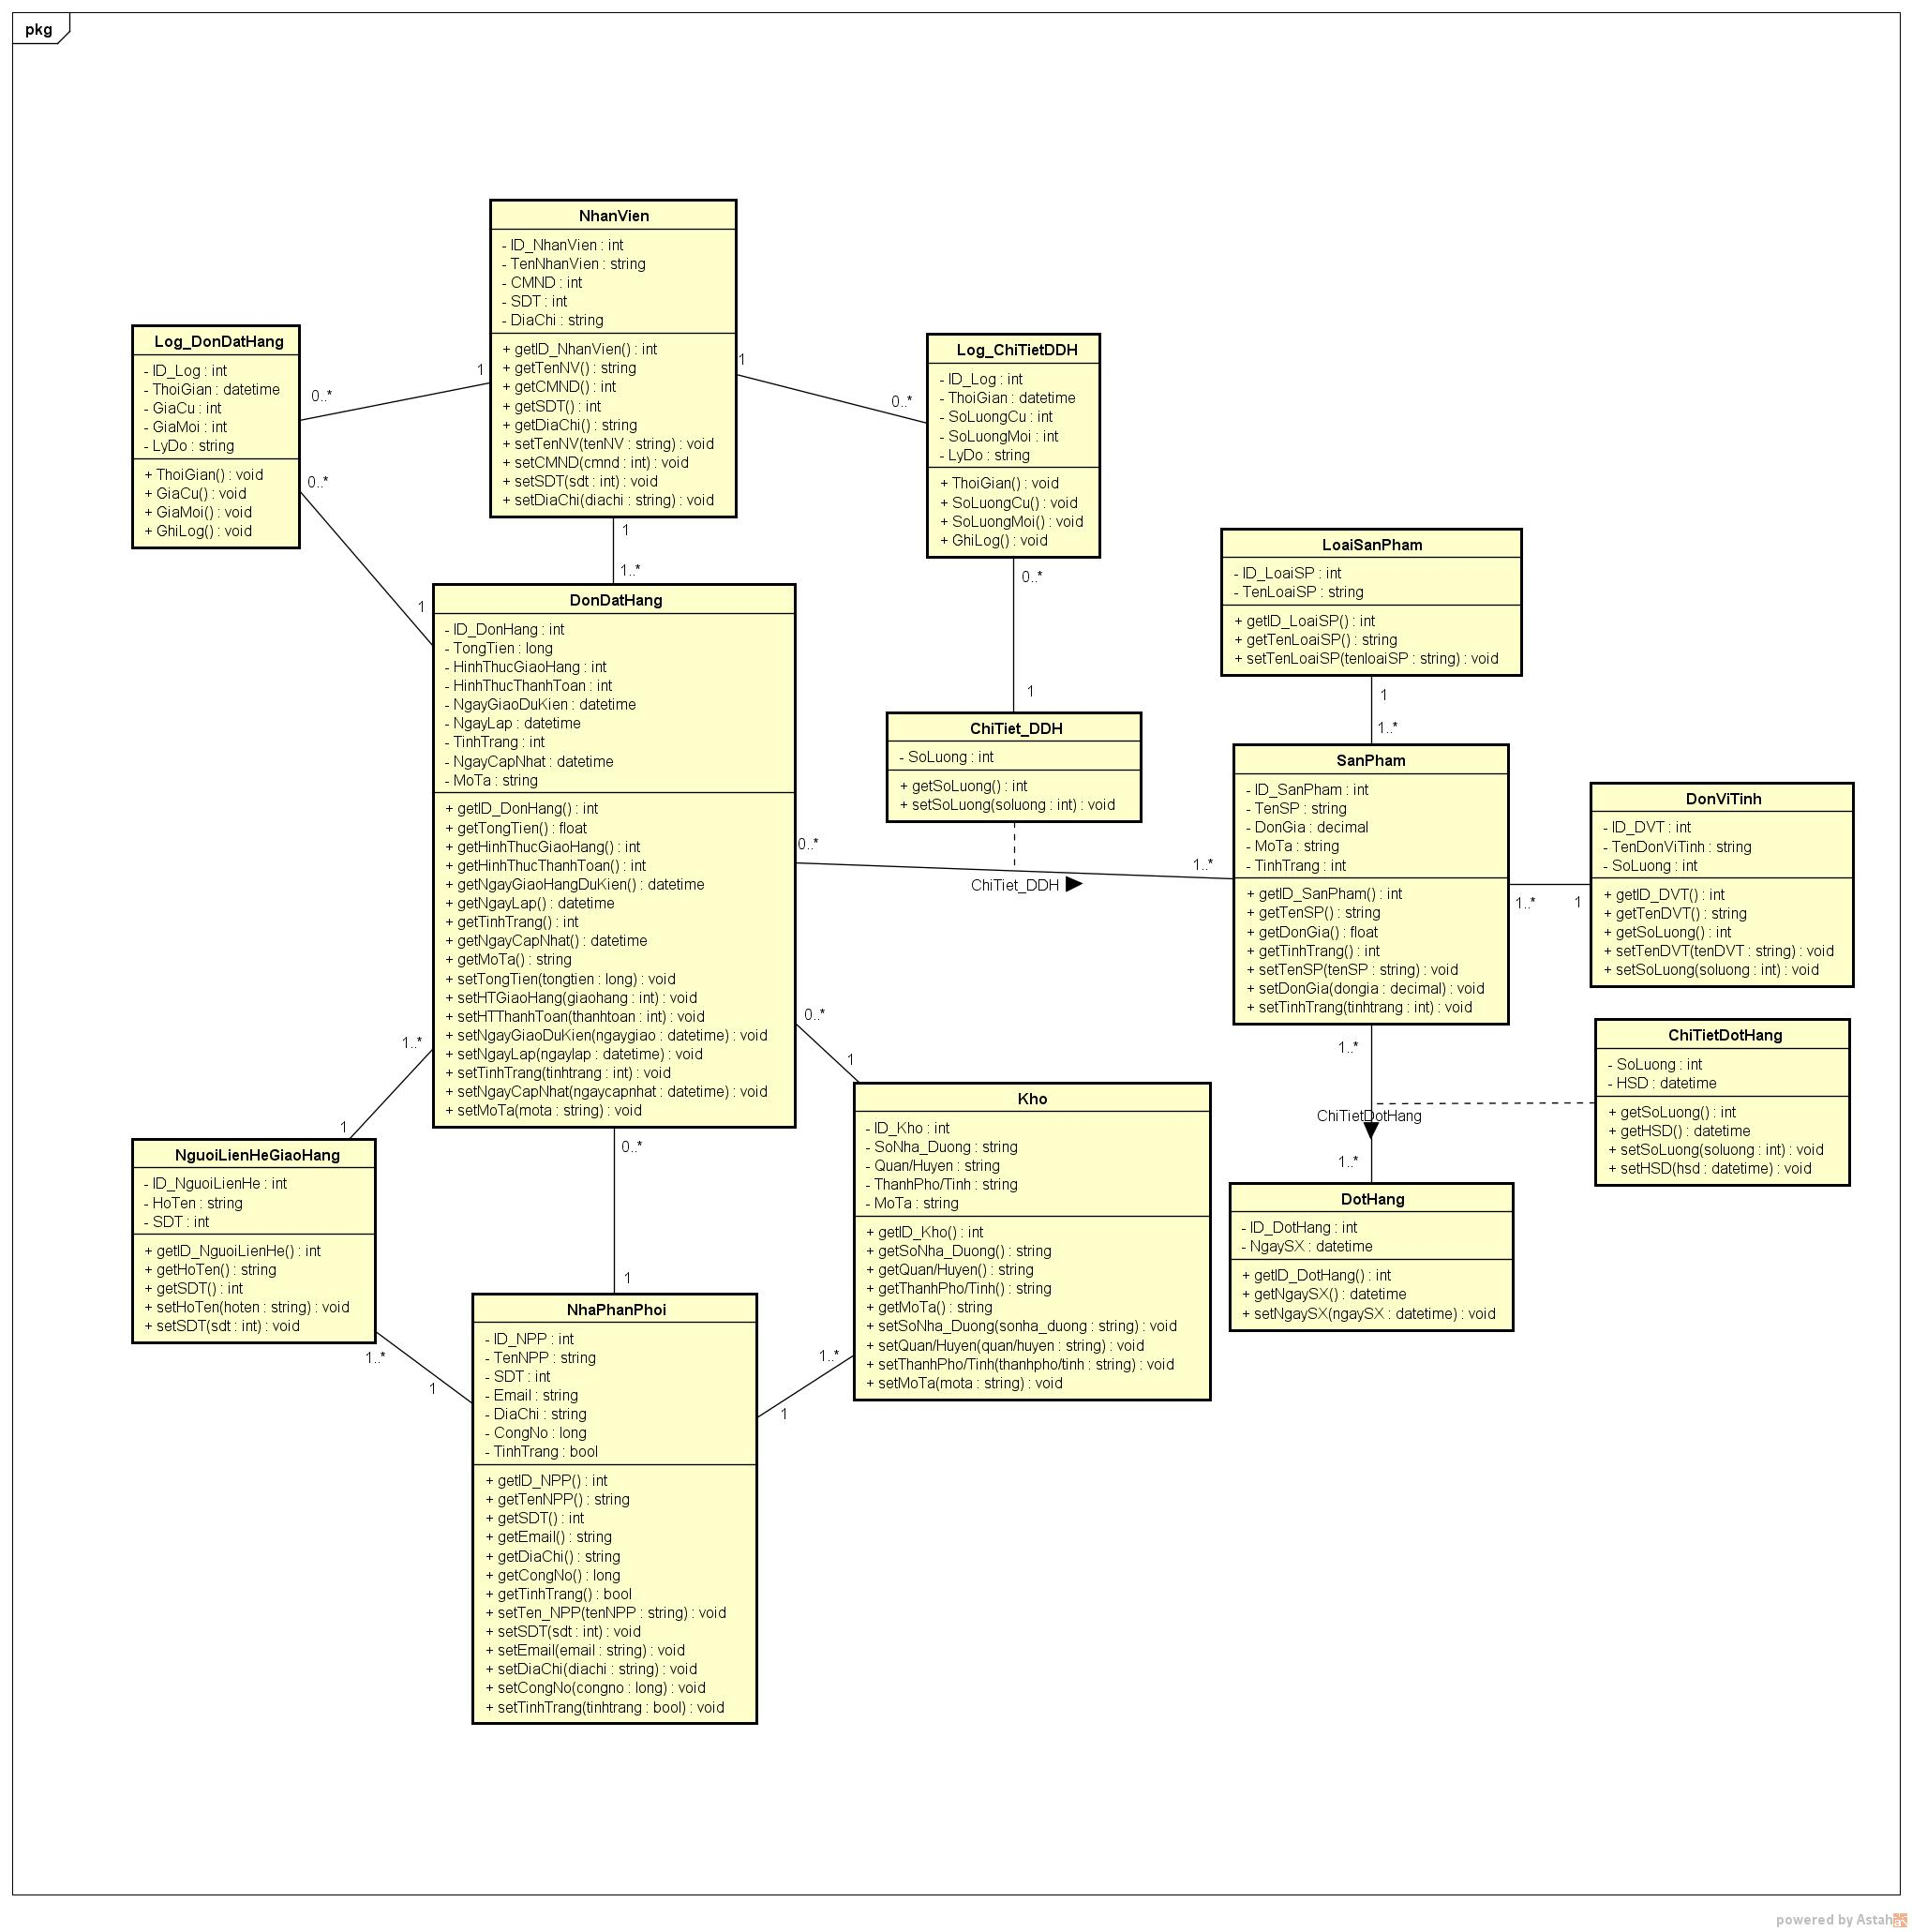 pkg
NhanVien
- ID_NhanVien : int
- TenNhanVien : string
- CMND : int
- SDT : int
- DiaChi : string
+ getID_NhanVien() : int
+ getTenNV() : string
+ getCMND() : int
+ getSDT() : int
+ getDiaChi() : string
+ setTenNV(tenNV : string) : void
+ setCMND(cmnd : int) : void
+ setSDT(sdt : int) : void
+ setDiaChi(diachi : string) : void
Log_DonDatHang
- ID_Log : int
- ThoiGian : datetime
- GiaCu : int
- GiaMoi : int
- LyDo : string
+ ThoiGian() : void
+ GiaCu() : void
+ GiaMoi() : void
+ GhiLog() : void
0..*
1
0..*
1
Log_ChiTietDDH
- ID_Log : int
- ThoiGian : datetime
- SoLuongCu : int
- SoLuongMoi : int
- LyDo : string
+ ThoiGian() : void
+ SoLuongCu() : void
+ SoLuongMoi() : void
+ GhiLog() : void
1
0..*
0..*
1
1
1..*
DonDatHang
- ID_DonHang : int
- TongTien : long
- HinhThucGiaoHang : int
- HinhThucThanhToan : int
- NgayGiaoDuKien : datetime
- NgayLap : datetime
- TinhTrang : int
- NgayCapNhat : datetime
- MoTa : string
+ getID_DonHang() : int
+ getTongTien() : float
+ getHinhThucGiaoHang() : int
+ getHinhThucThanhToan() : int
+ getNgayGiaoHangDuKien() : datetime
+ getNgayLap() : datetime
+ getTinhTrang() : int
+ getNgayCapNhat() : datetime
+ getMoTa() : string
+ setTongTien(tongtien : long) : void
+ setHTGiaoHang(giaohang : int) : void
+ setHTThanhToan(thanhtoan : int) : void
+ setNgayGiaoDuKien(ngaygiao : datetime) : void
+ setNgayLap(ngaylap : datetime) : void
+ setTinhTrang(tinhtrang : int) : void
+ setNgayCapNhat(ngaycapnhat : datetime) : void
+ setMoTa(mota : string) : void
ChiTiet_DDH
- SoLuong : int
+ getSoLuong() : int
+ setSoLuong(soluong : int) : void
0..*
1..*
ChiTiet_DDH
LoaiSanPham
- ID_LoaiSP : int
- TenLoaiSP : string
+ getID_LoaiSP() : int
+ getTenLoaiSP() : string
+ setTenLoaiSP(tenloaiSP : string) : void
1
1..*
SanPham
- ID_SanPham : int
- TenSP : string
- DonGia : decimal
- MoTa : string
- TinhTrang : int
+ getID_SanPham() : int
+ getTenSP() : string
+ getDonGia() : float
+ getTinhTrang() : int
+ setTenSP(tenSP : string) : void
+ setDonGia(dongia : decimal) : void
+ setTinhTrang(tinhtrang : int) : void
1..*
1
DonViTinh
- ID_DVT : int
- TenDonViTinh : string
- SoLuong : int
+ getID_DVT() : int
+ getTenDVT() : string
+ getSoLuong() : int
+ setTenDVT(tenDVT : string) : void
+ setSoLuong(soluong : int) : void
ChiTietDotHang
- SoLuong : int
- HSD : datetime
+ getSoLuong() : int
+ getHSD() : datetime
+ setSoLuong(soluong : int) : void
+ setHSD(hsd : datetime) : void
1..*
ChiTietDotHang
1..*
DotHang
- ID_DotHang : int
- NgaySX : datetime
+ getID_DotHang() : int
+ getNgaySX() : datetime
+ setNgaySX(ngaySX : datetime) : void
0..*
1
Kho
- ID_Kho : int
- SoNha_Duong : string
- Quan/Huyen : string
- ThanhPho/Tinh : string
- MoTa : string
+ getID_Kho() : int
+ getSoNha_Duong() : string
+ getQuan/Huyen() : string
+ getThanhPho/Tinh() : string
+ getMoTa() : string
+ setSoNha_Duong(sonha_duong : string) : void
+ setQuan/Huyen(quan/huyen : string) : void
+ setThanhPho/Tinh(thanhpho/tinh : string) : void
+ setMoTa(mota : string) : void
1..*
1
NguoiLienHeGiaoHang
- ID_NguoiLienHe : int
- HoTen : string
- SDT : int
+ getID_NguoiLienHe() : int
+ getHoTen() : string
+ getSDT() : int
+ setHoTen(hoten : string) : void
+ setSDT(sdt : int) : void
0..*
1
1..*
1
1..*
1
NhaPhanPhoi
- ID_NPP : int
- TenNPP : string
- SDT : int
- Email : string
- DiaChi : string
- CongNo : long
- TinhTrang : bool
+ getID_NPP() : int
+ getTenNPP() : string
+ getSDT() : int
+ getEmail() : string
+ getDiaChi() : string
+ getCongNo() : long
+ getTinhTrang() : bool
+ setTen_NPP(tenNPP : string) : void
+ setSDT(sdt : int) : void
+ setEmail(email : string) : void
+ setDiaChi(diachi : string) : void
+ setCongNo(congno : long) : void
+ setTinhTrang(tinhtrang : bool) : void
powered by Astah